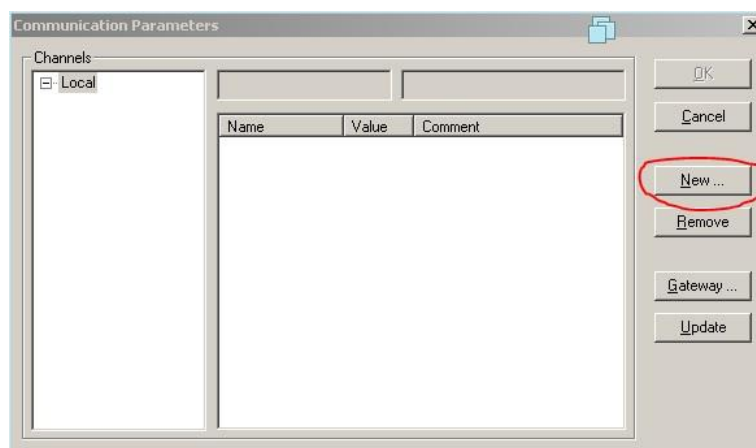 Communication Parameters
Channels
Local
OK
Cancel
Name Value Comment
New ...
Remove
Gateway ...
Update